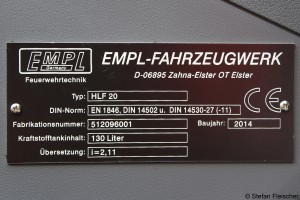 EMPL
Germany
Feuerwehrtechnik
EMPL-FAHRZEUGWERK
D-06895 Zahna-Elster OT Elster
Typ: HLF 20
DIN-Norm: EN 1846, DIN 14502 u. DIN 14530-27 (-11)
Fabrikationsnummer: 512096001 Baujahr: 2014 CE
Kraftstofftankinhalt: 130 Liter
Übersetzung: i=2,11
© Stefan Fleischer